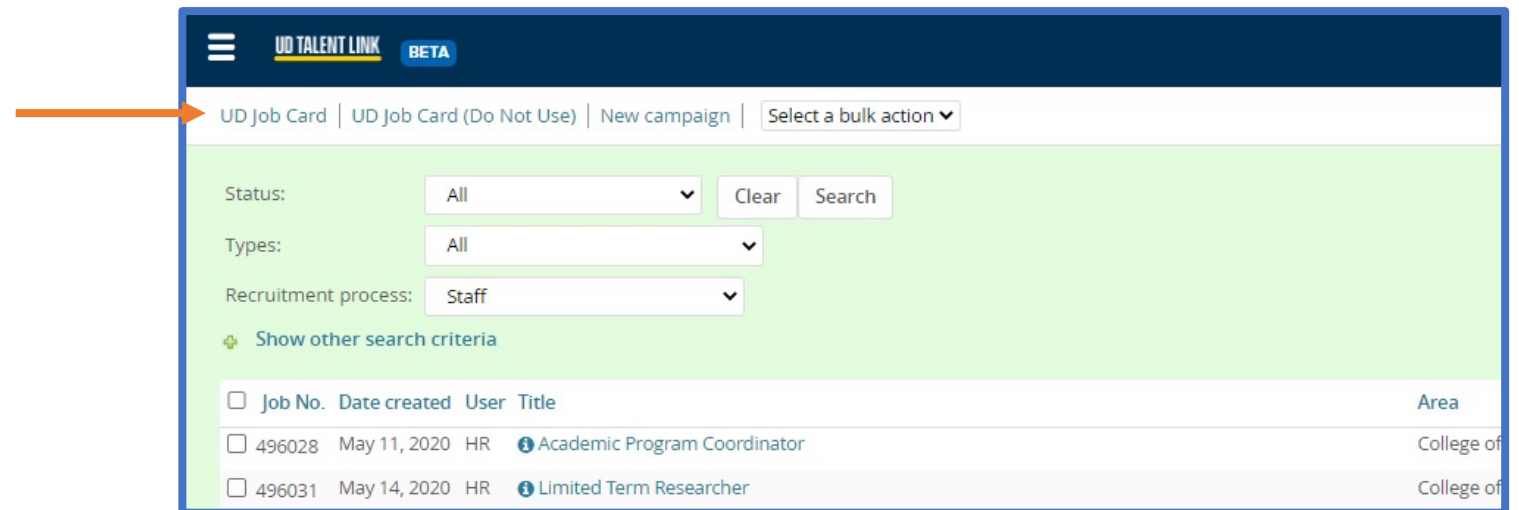 UD TALENT LINK BETA
UD Job Card | UD Job Card (Do Not Use) | New campaign | Select a bulk action
Status: All Clear Search
Types: All
Recruitment process: Staff
Show other search criteria
Job No. Date created User Title Area
496028 May 11, 2020 HR Academic Program Coordinator College of
496031 May 14, 2020 HR Limited Term Researcher College of